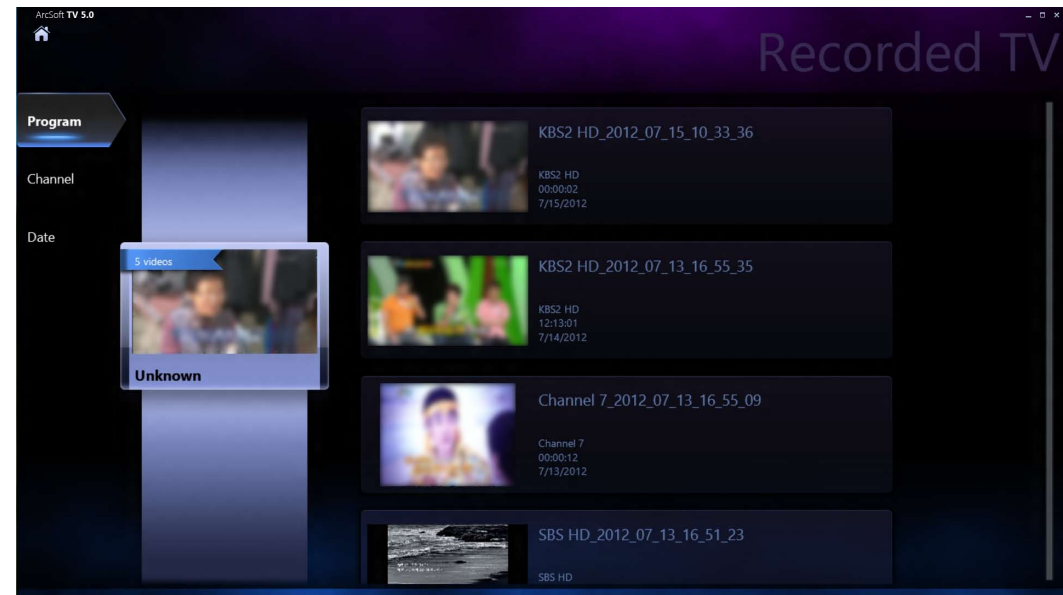 ArcSoft TV 5.0
Recorded TV
Program
Channel
Date
5 videos
Unknown
KBS2 HD_2012_07_15_10_33_36
KBS2 HD
00:00:02
7/15/2012
KBS2 HD_2012_07_13_16_55_35
KBS2 HD
12:13:01
7/14/2012
Channel 7_2012_07_13_16_55_09
Channel 7
00:00:12
7/13/2012
SBS HD_2012_07_13_16_51_23
SBS HD